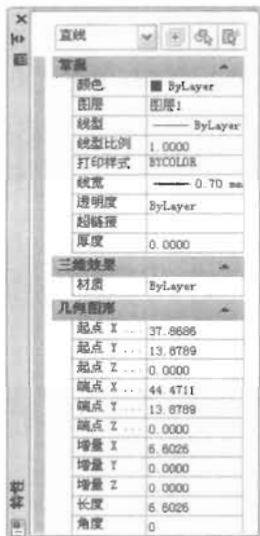 直线
常规
颜色 ByLayer
图层 图层1
线型 ByLayer
线型比例 1.0000
打印样式 BYCOLOR
线宽 0.70 mm
透明度 ByLayer
超链接
厚度 0.0000
三维效果
材质 ByLayer
几何图形
起点 X ... 37.8686
起点 Y ... 13.8789
起点 Z ... 0.0000
端点 X ... 44.4711
端点 Y ... 13.8789
端点 Z ... 0.0000
增量 X 6.6026
增量 Y 0.0000
增量 Z 0.0000
长度 6.6026
角度 0
特性